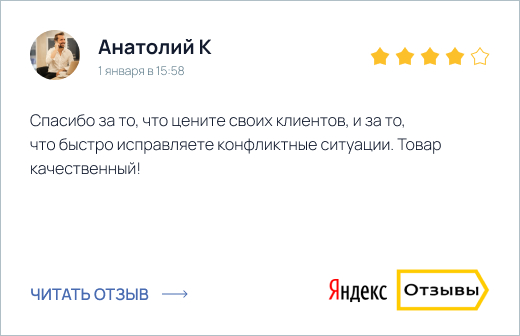 Анатолий К
1 января в 15:58
Спасибо за то, что цените своих клиентов, и за то,
что быстро исправляете конфликтные ситуации. Товар
качественный!
ЧИТАТЬ ОТЗЫВ
Яндекс Отзывы